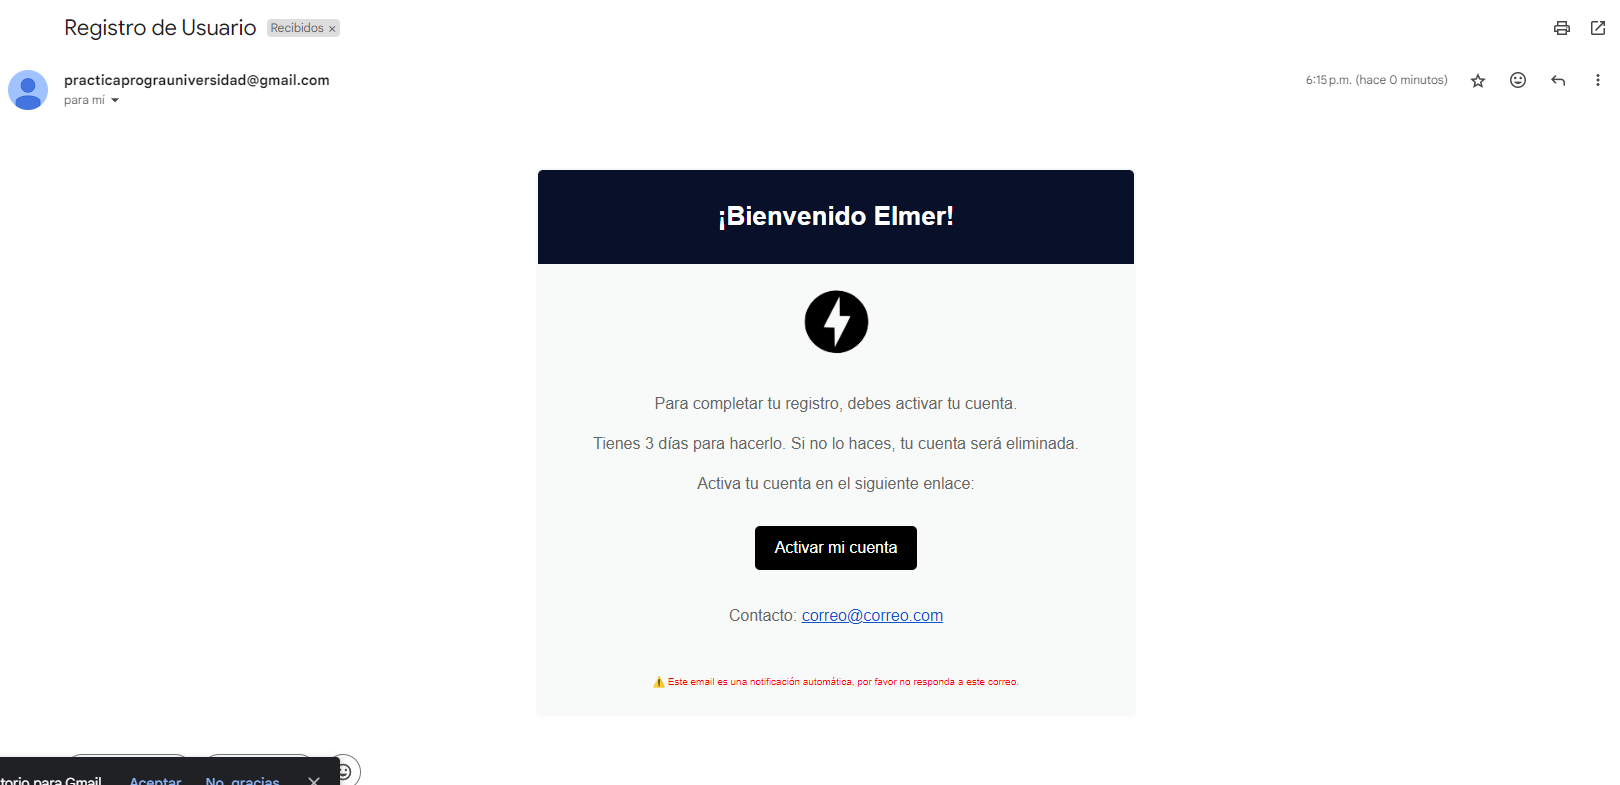 Registro de Usuario Recibidos ×
practicaprograuniversidad@gmail.com 6:15 p.m. (hace 0 minutos)
para mí
¡Bienvenido Elmer!
Para completar tu registro, debes activar tu cuenta.
Tienes 3 días para hacerlo. Si no lo haces, tu cuenta será eliminada.
Activa tu cuenta en el siguiente enlace:
Activar mi cuenta
Contacto: correo@correo.com
⚠️ Este email es una notificación automática, por favor no responda a este correo.
torio para Gmail Aceptar No, gracias